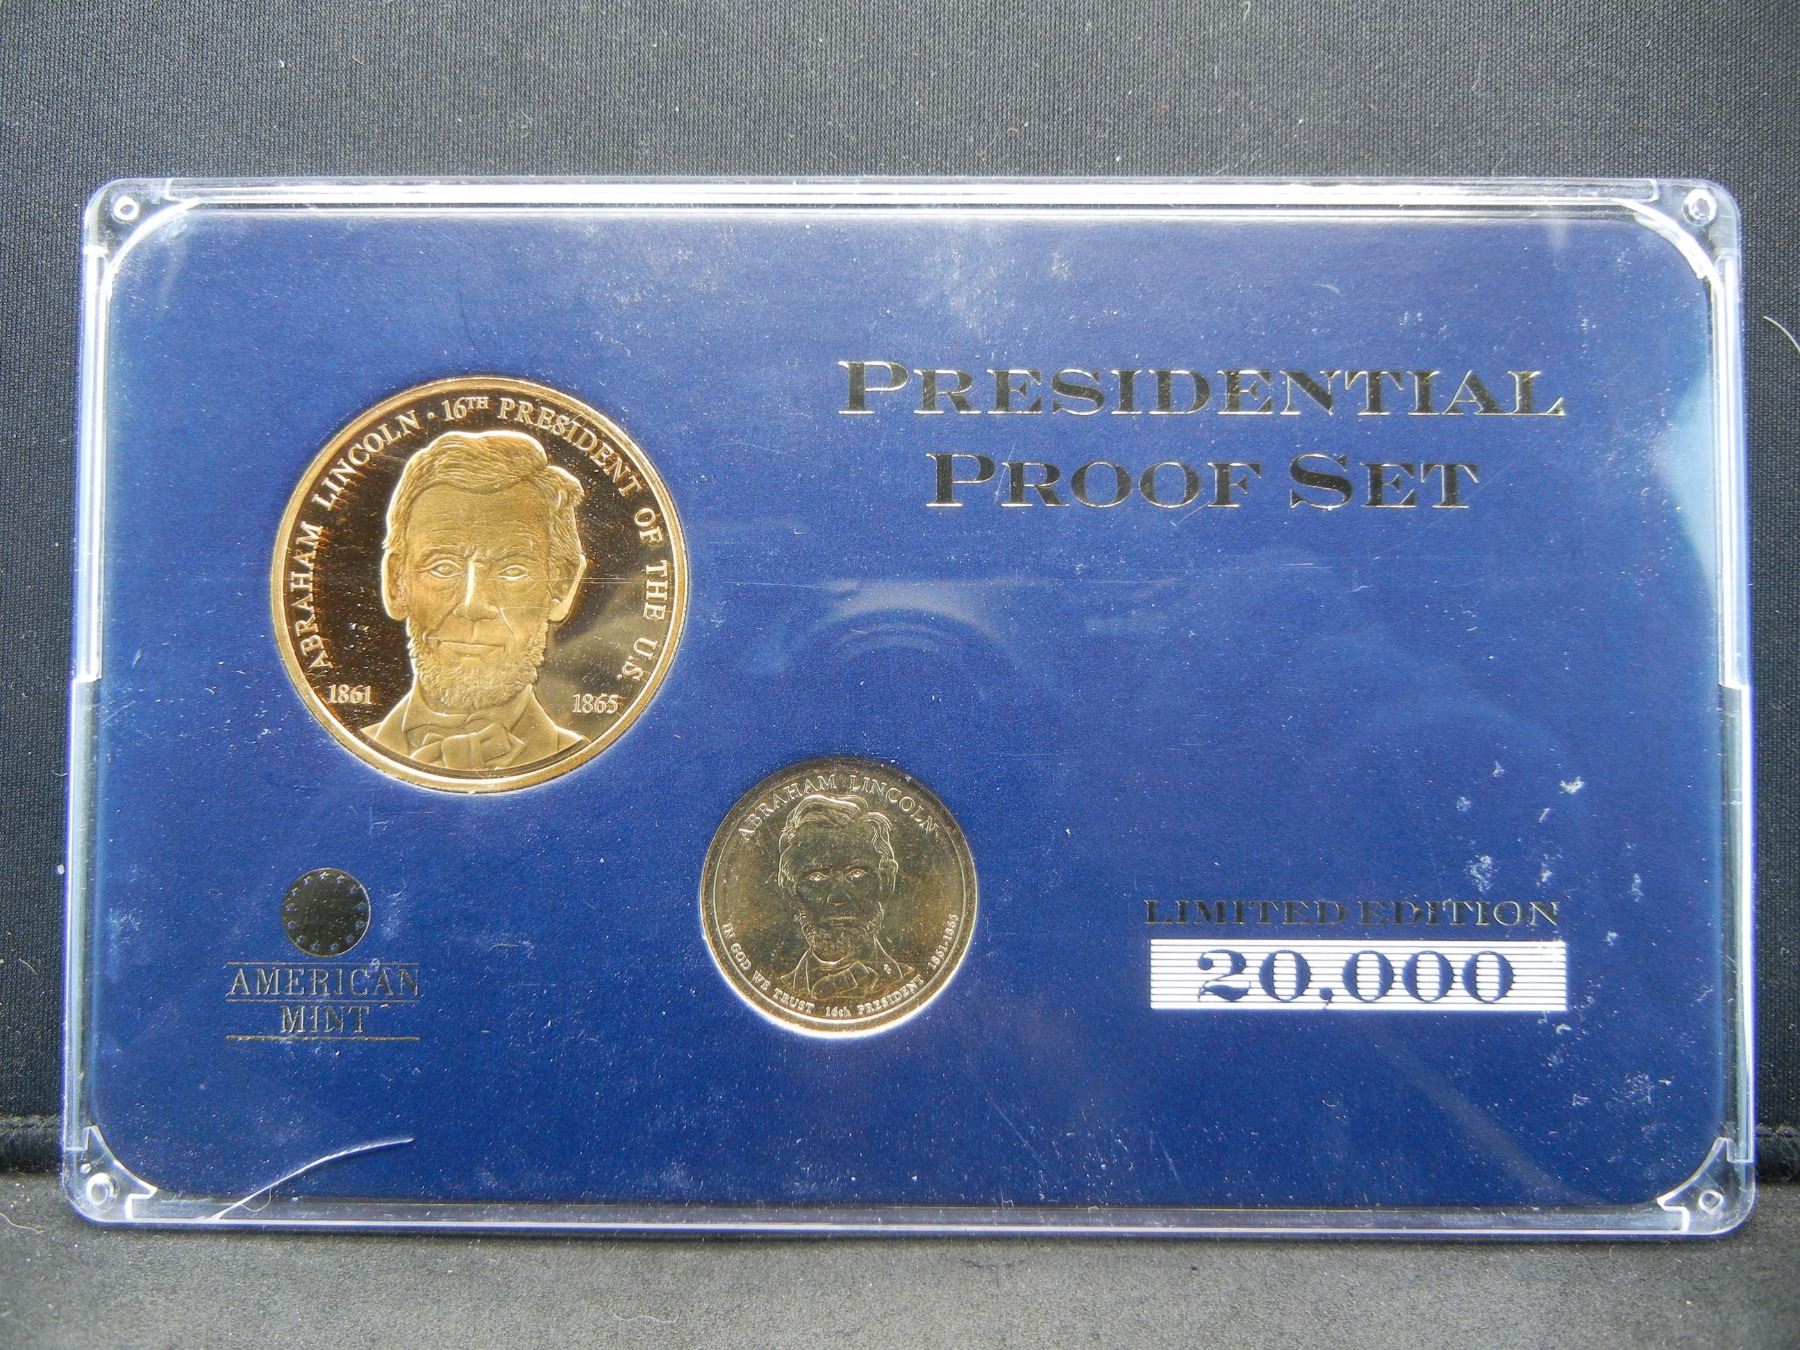 PRESIDENTIAL
PROOF SET
ABRAHAM LINCOLN · 16TH PRESIDENT OF THE U.S.
1861 1865
ABRAHAM LINCOLN
IN GOD WE TRUST 16th PRESIDENT 1861-1865
AMERICAN
MINT
LIMITED EDITION
20,000